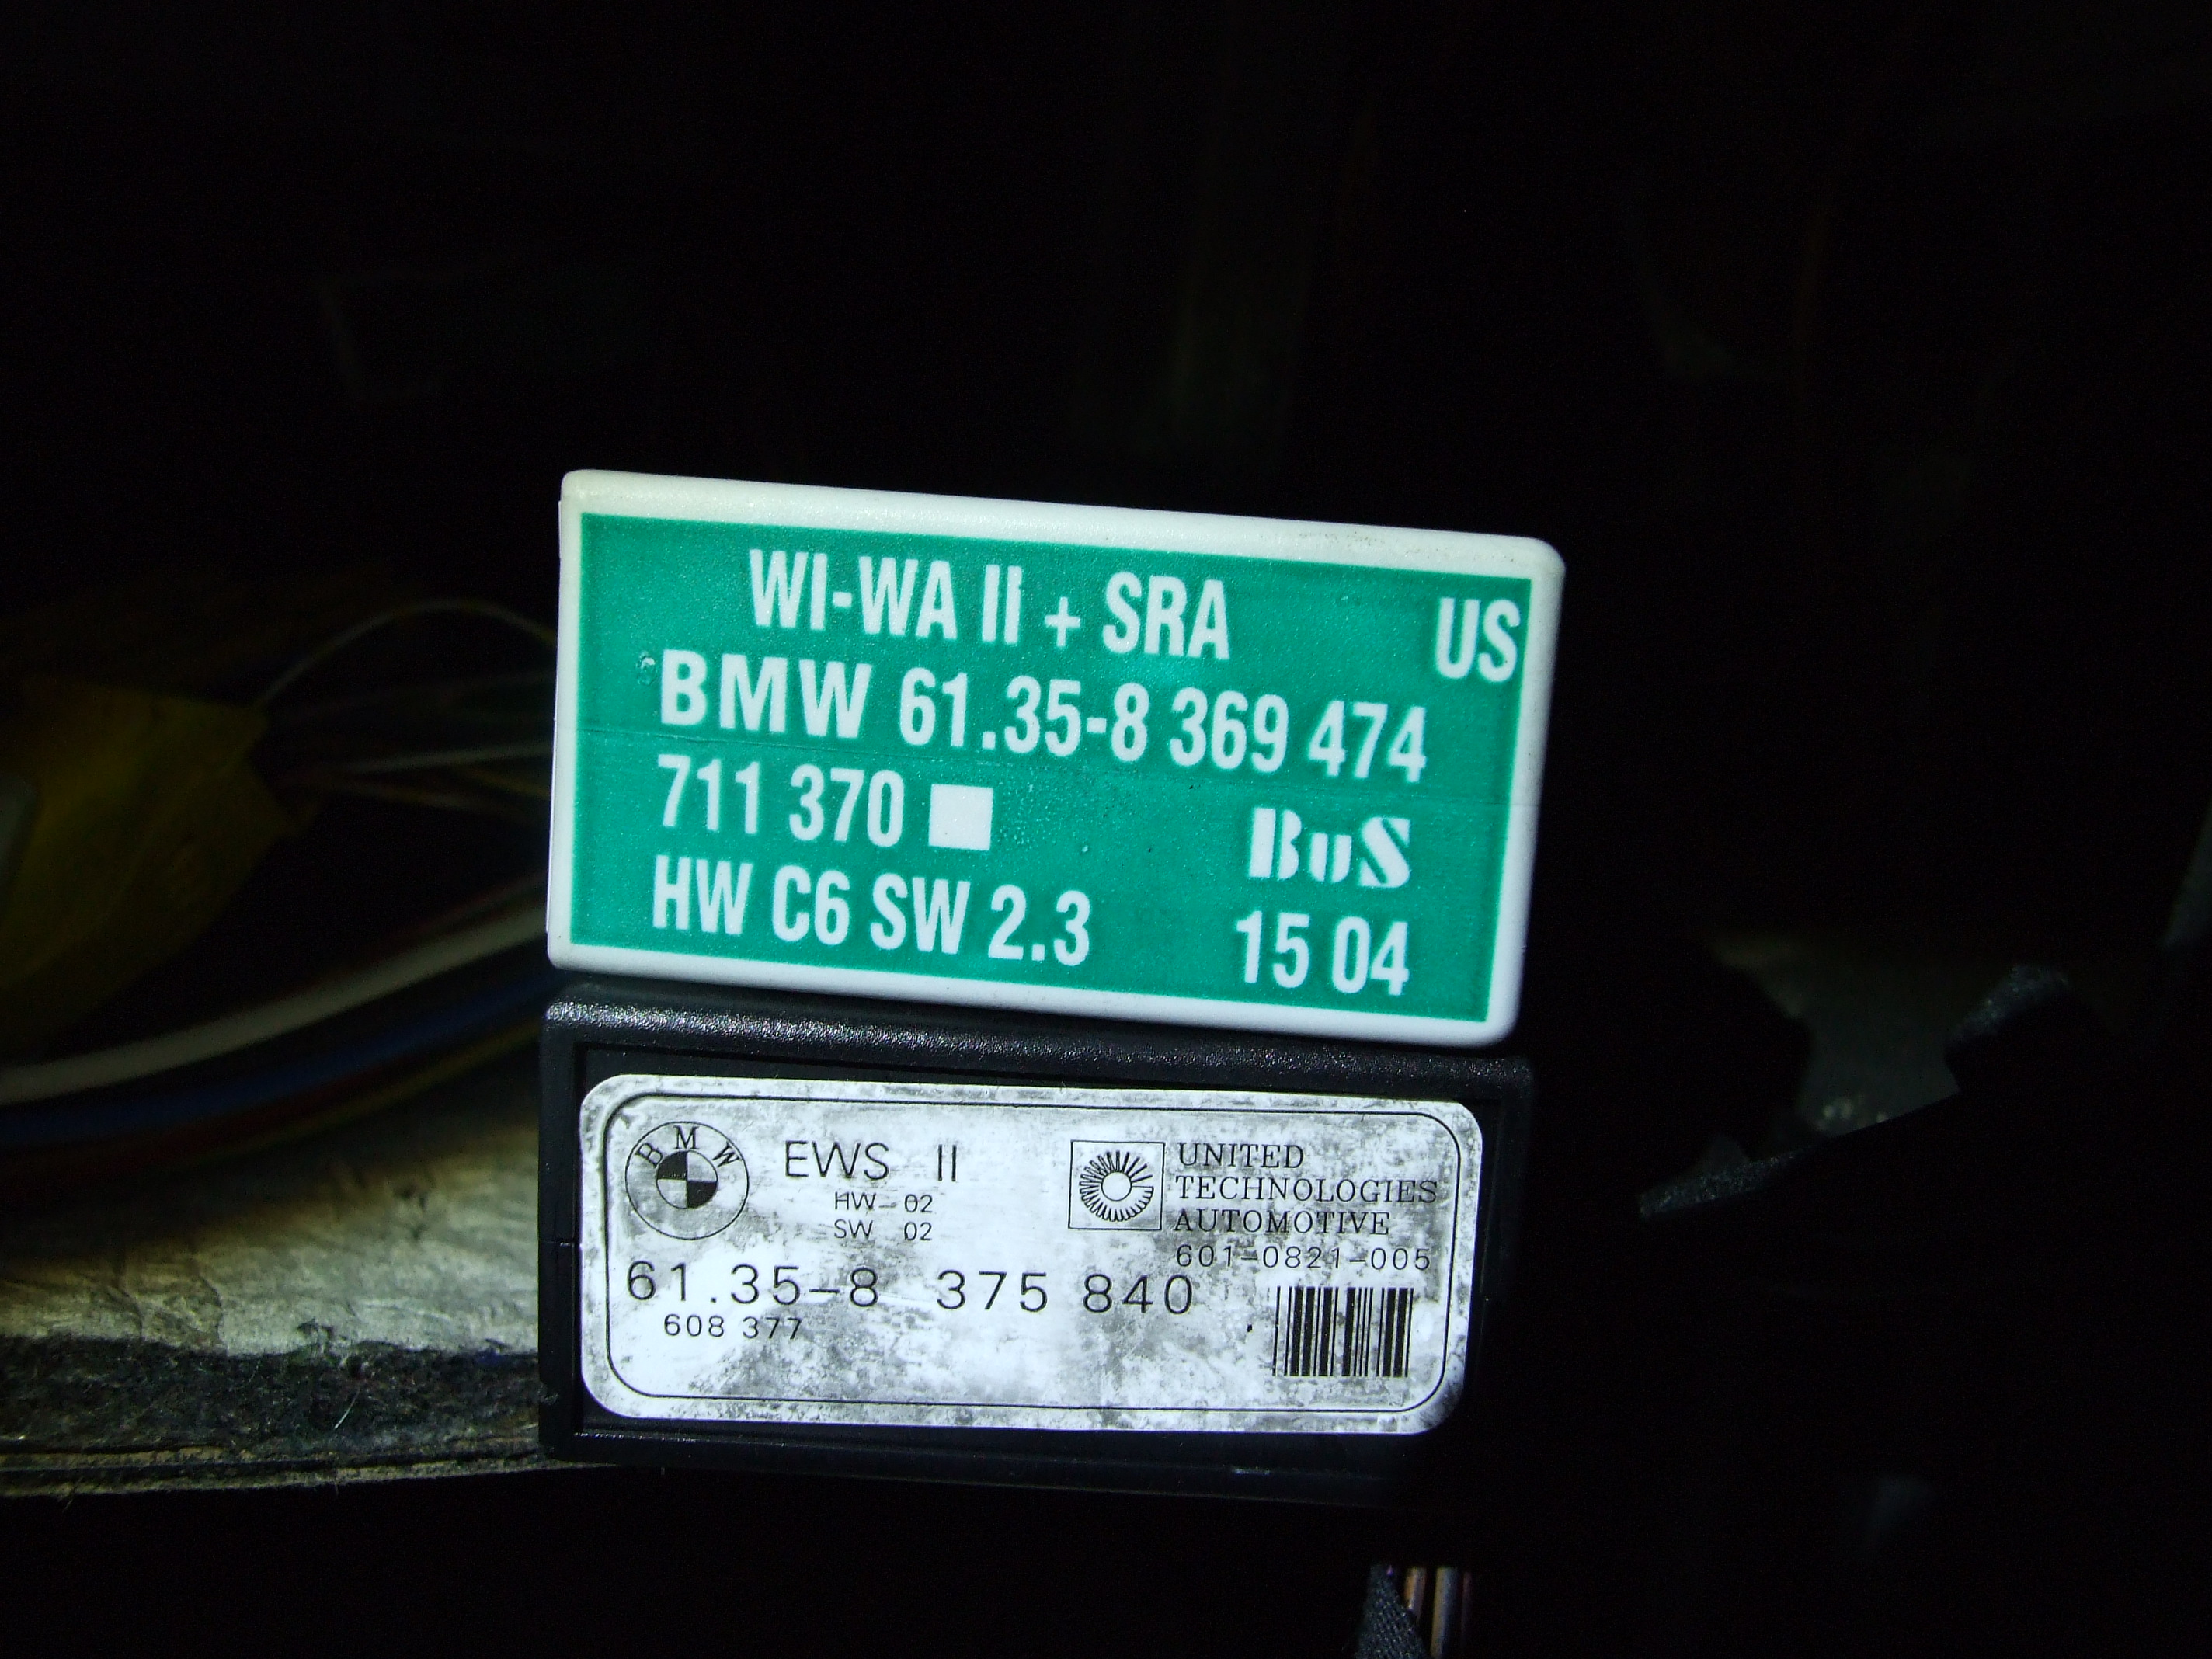 WI-WA II + SRA US
BMW 61.35-8 369 474
711 370 BuS
HW C6 SW 2.3 15 04
BMW
EWS II
HW-02
SW 02
UNITED
TECHNOLOGIES
AUTOMOTIVE
601-0821-005
61.35-8 375 840
608 377